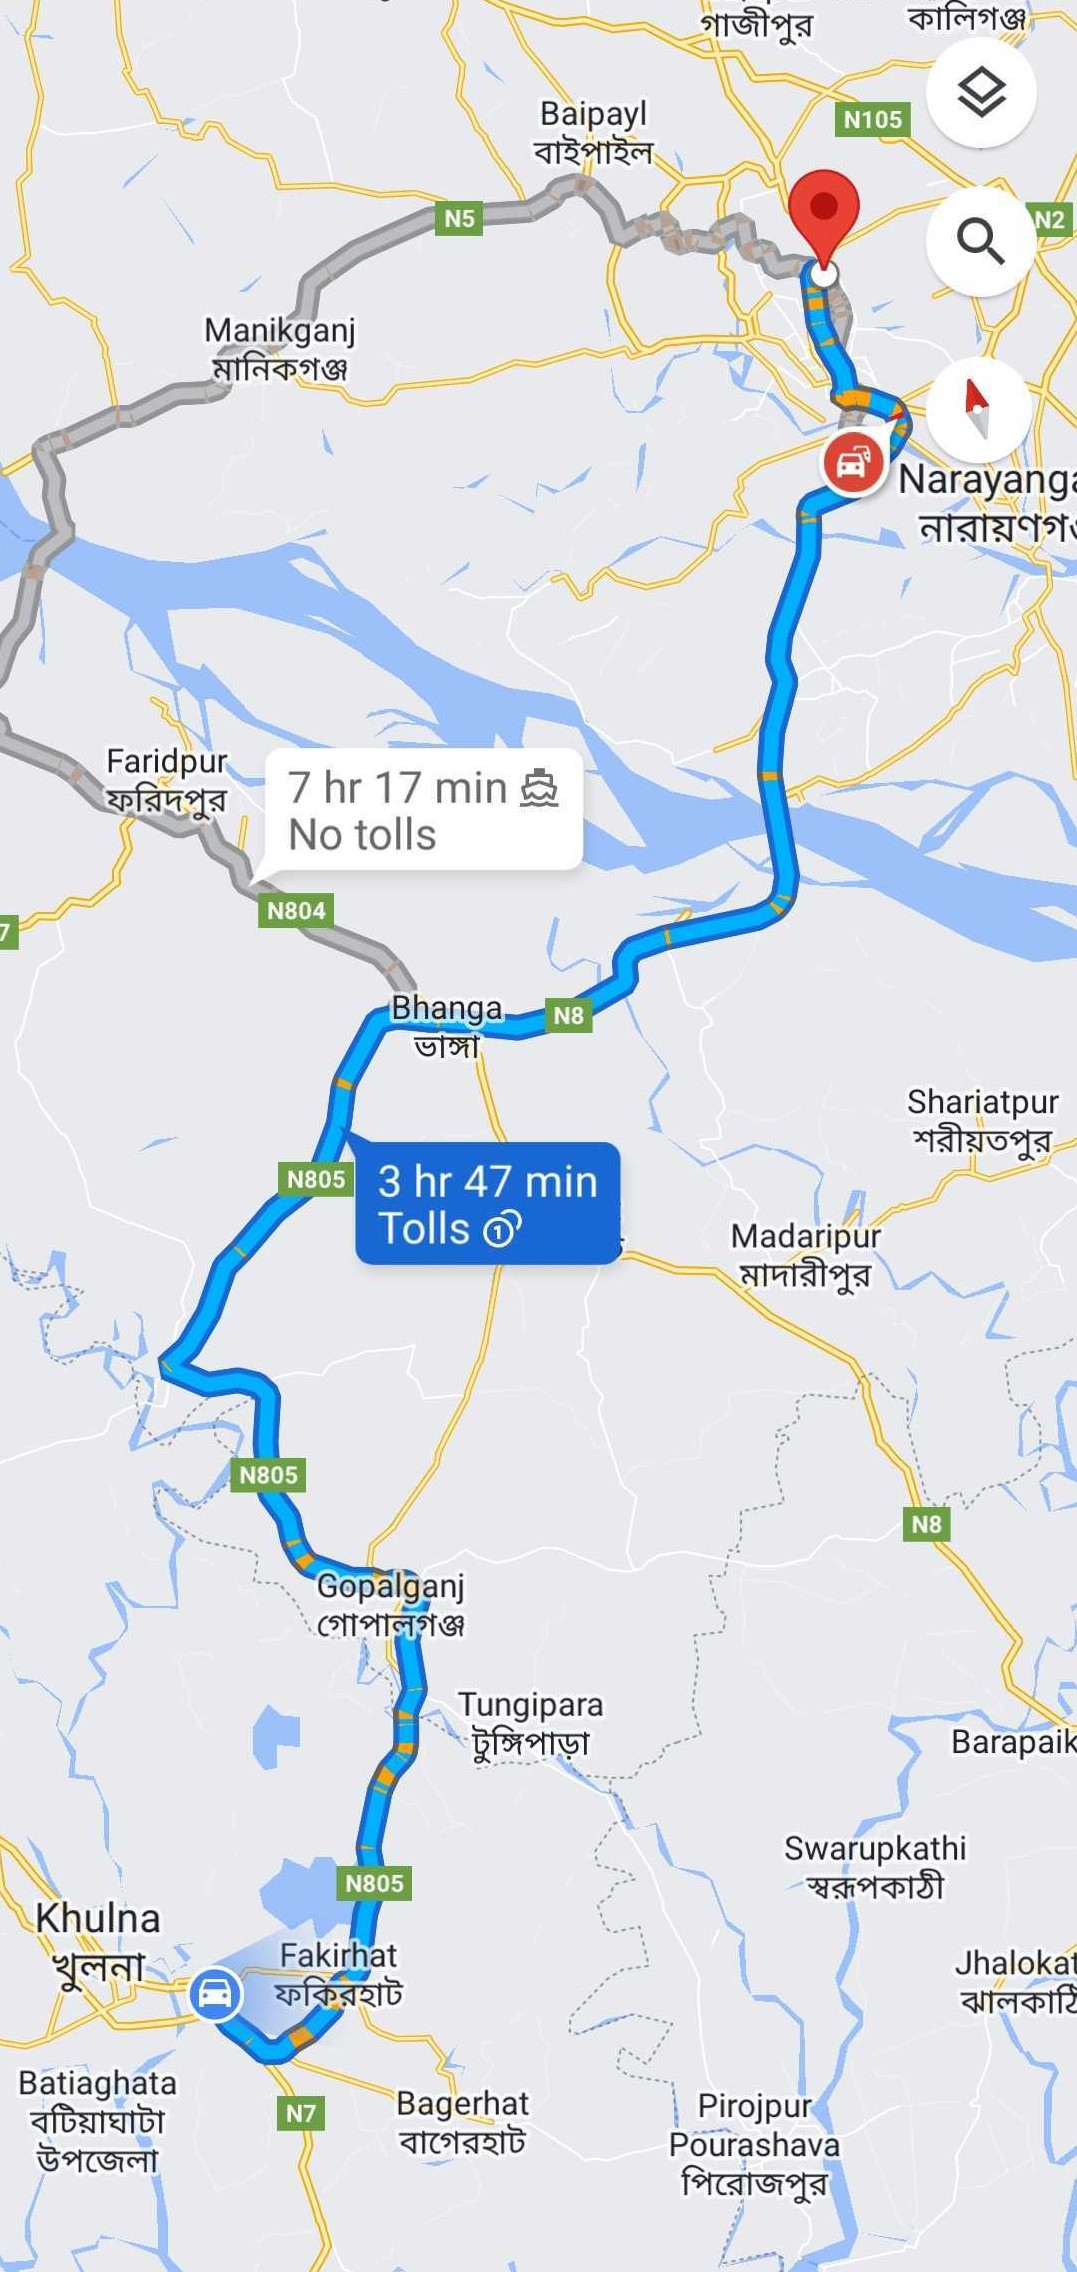 গাজীপুর
কালিগঞ্জ
Baipayl
বাইপাইল
N105
N5
N2
Manikganj
মানিকগঞ্জ
Faridpur
ফরিদপুর
7 hr 17 min
No tolls
N804
7
Bhanga
ভাঙ্গা
N8
Shariatpur
শরীয়তপুর
N805
3 hr 47 min
Tolls 1
Madaripur
মাদারীপুর
N805
N8
Gopalganj
গোপালগঞ্জ
Tungipara
টুঙ্গিপাড়া
Barapaik
Swarupkathi
স্বরূপকাঠী
N805
Khulna
খুলনা
Fakirhat
ফকিরহাট
Jhalokat
ঝালকাঠি
Batiaghata
বটিয়াঘাটা
উপজেলা
N7
Bagerhat
বাগেরহাট
Pirojpur
Pourashava
পিরোজপুর